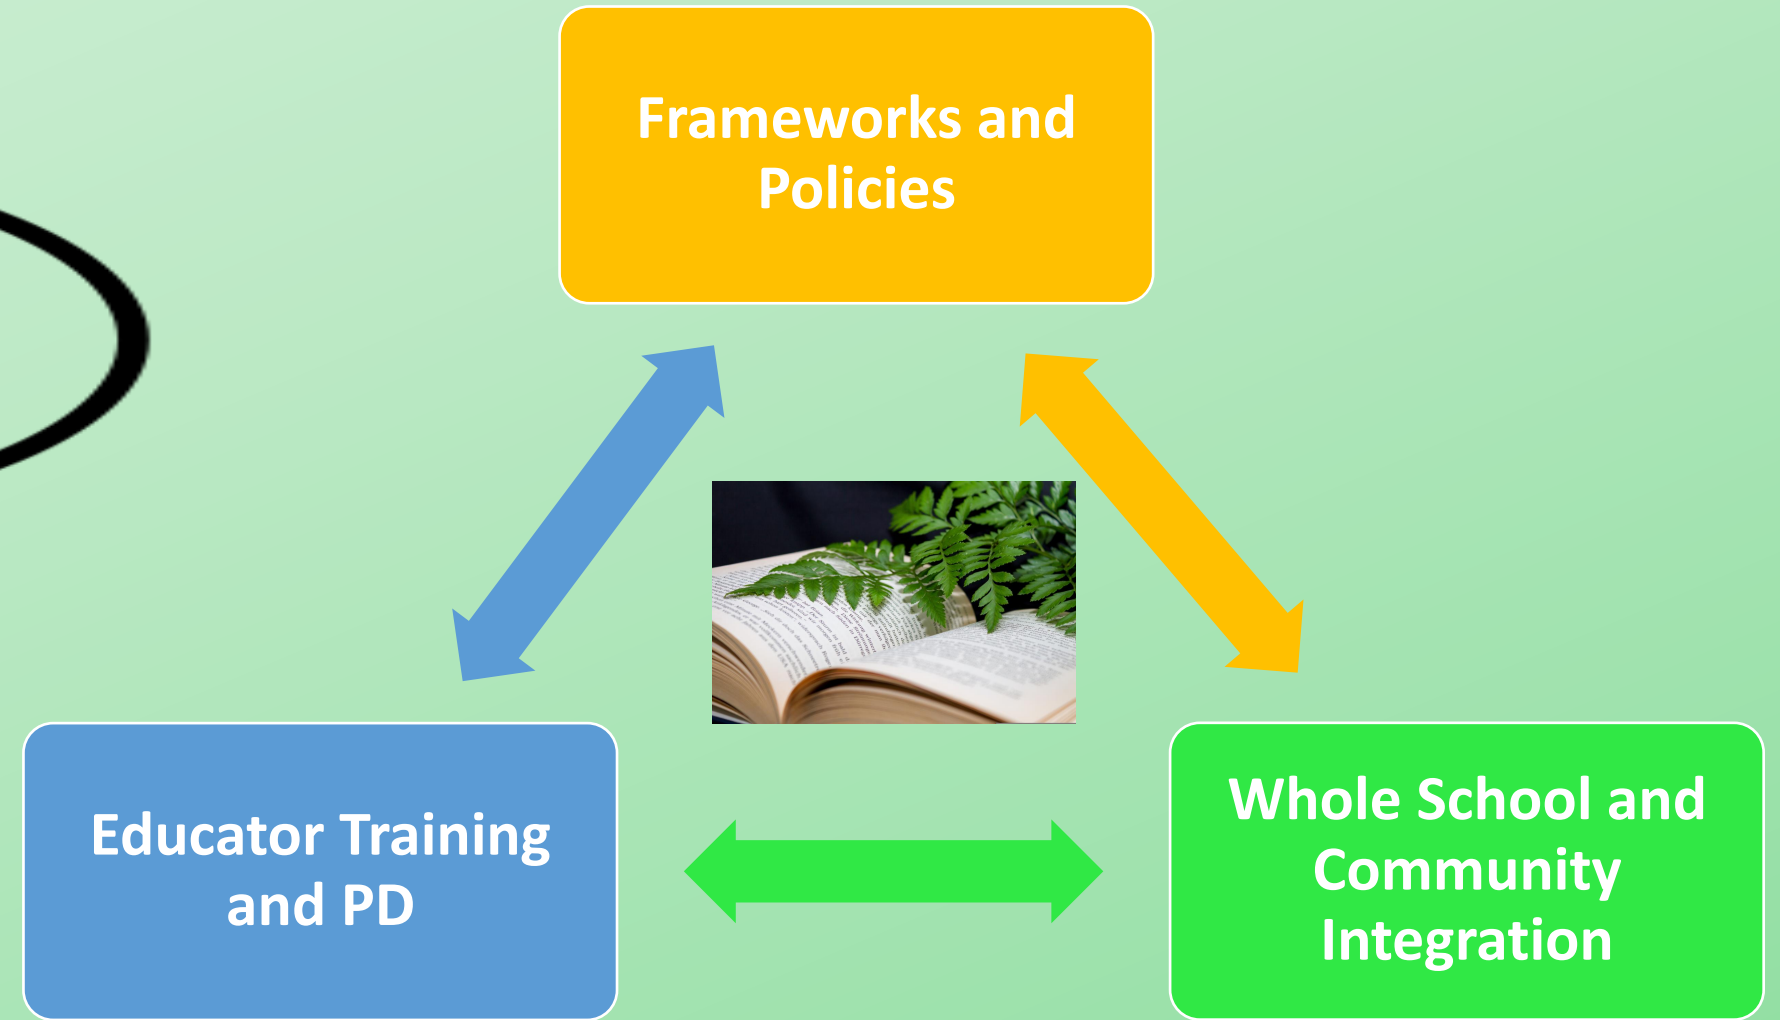 Frameworks and
Policies
Educator Training
and PD
Whole School and
Community
Integration